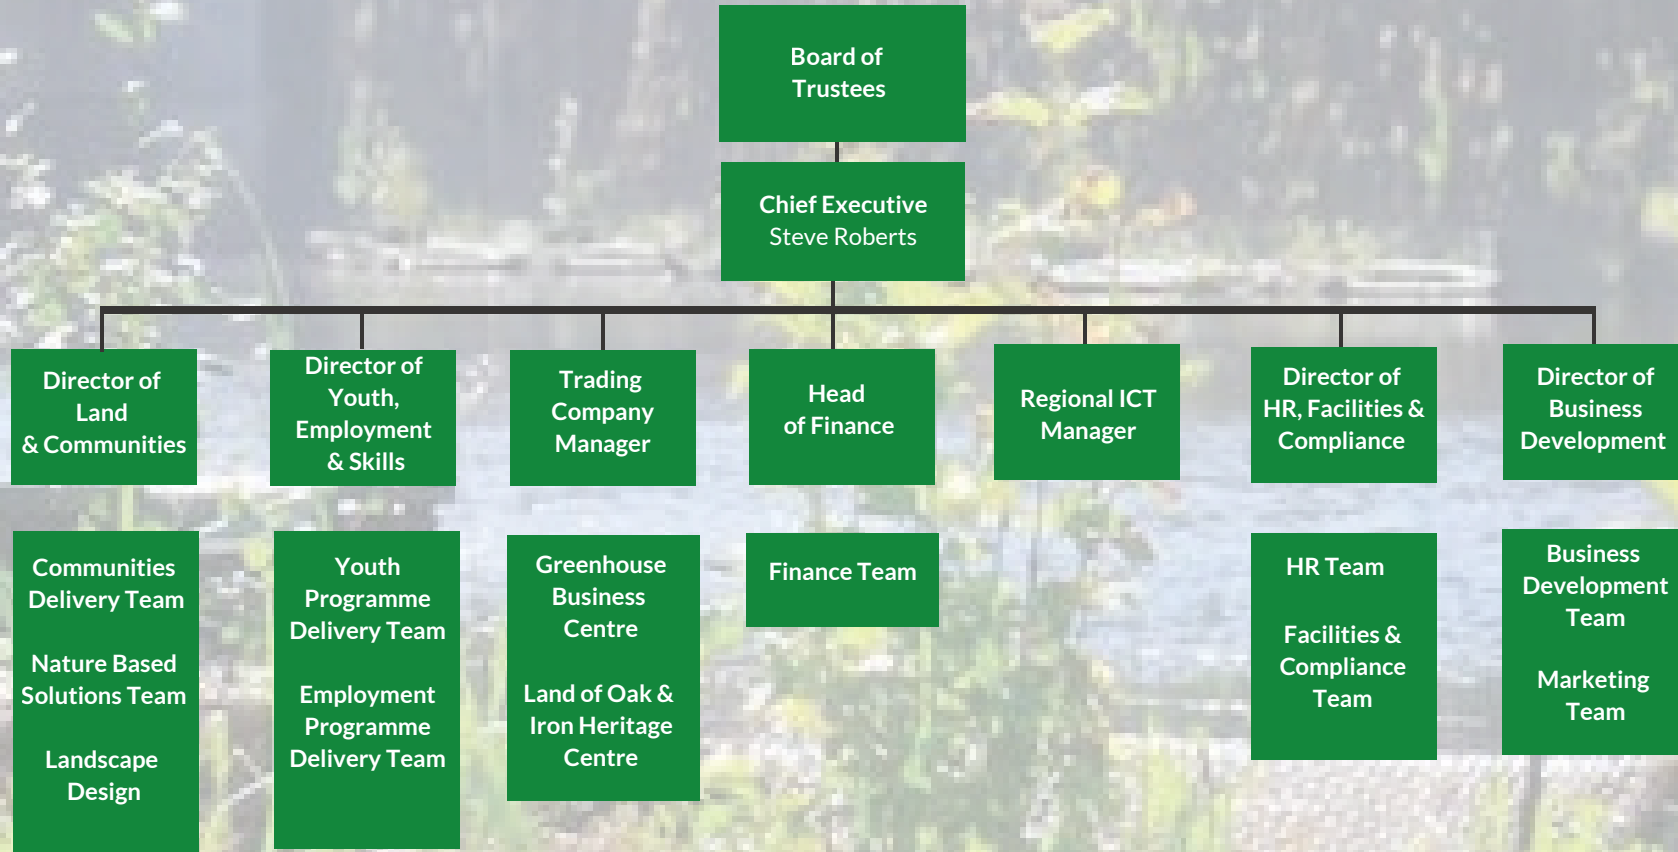 Board of
Trustees
Chief Executive
Steve Roberts
Director of
Land
& Communities
Director of
Youth,
Employment
& Skills
Trading
Company
Manager
Head
of Finance
Regional ICT
Manager
Director of
HR, Facilities &
Compliance
Director of
Business
Development
Communities
Delivery Team
Nature Based
Solutions Team
Landscape
Design
Youth
Programme
Delivery Team
Employment
Programme
Delivery Team
Greenhouse
Business
Centre
Land of Oak &
Iron Heritage
Centre
Finance Team
HR Team
Facilities &
Compliance
Team
Business
Development
Team
Marketing
Team